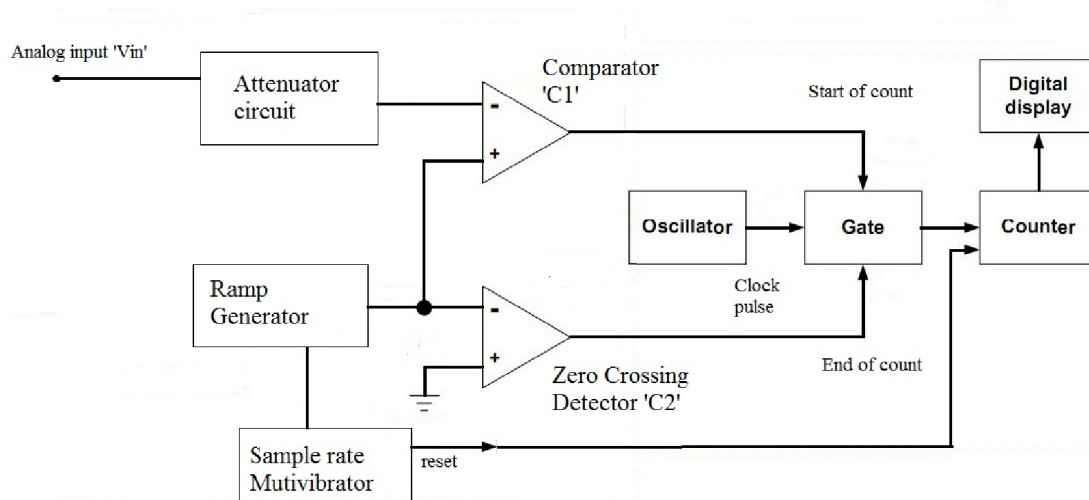 Analog input 'Vin'
Attenuator
circuit
Comparator
'C1'
-
+
Start of count
Digital
display
Oscillator
Gate
Counter
Clock
pulse
Ramp
Generator
-
+
End of count
Zero Crossing
Detector 'C2'
Sample rate
Mutivibrator
reset